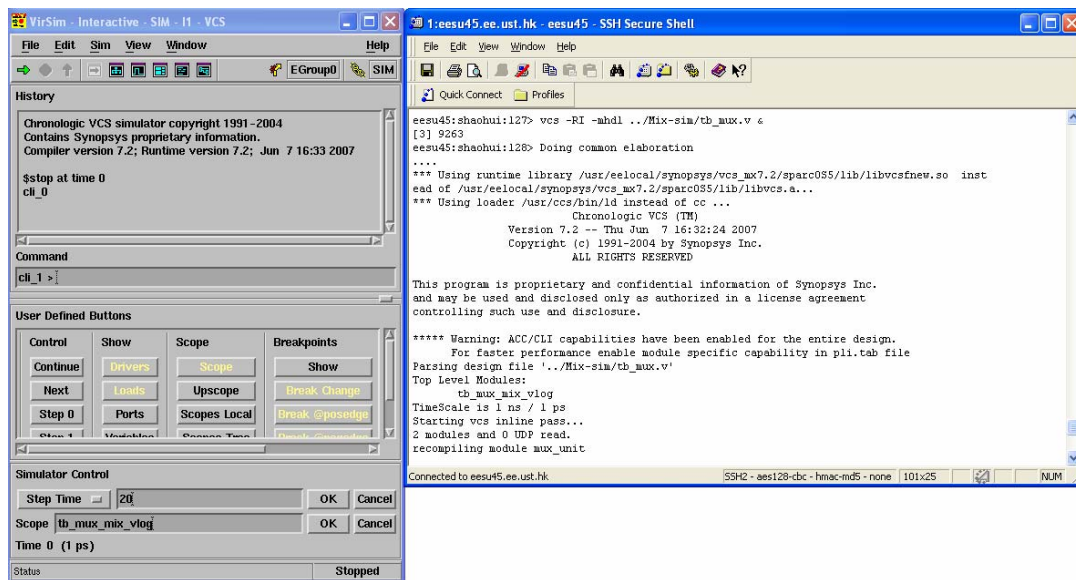 VirSim - Interactive - SIM - I1 - VCS
File Edit Sim View Window Help
EGroup0 SIM
History
Chronologic VCS simulator copyright 1991-2004
Contains Synopsys proprietary information.
Compiler version 7.2; Runtime version 7.2; Jun 7 16:33 2007
$stop at time 0
cli_0
Command
cli_1 >
User Defined Buttons
Control Show Scope Breakpoints
Continue Drivers Scope Show
Next Loads Upscope Break Change
Step 0 Ports Scopes Local Break @posedge
Step 1 Variables Scopes Tree Break @negedge
Simulator Control
Step Time 20 OK Cancel
Scope tb_mux_mix_vlog OK Cancel
Time 0 (1 ps)
Status Stopped
1:eesu45.ee.ust.hk - eesu45 - SSH Secure Shell
File Edit View Window Help
Quick Connect Profiles
eesu45:shaohui:127> vcs -RI -mhdl ../Mix-sim/tb_mux.v &
[3] 9263
eesu45:shaohui:128> Doing common elaboration
....
*** Using runtime library /usr/eelocal/synopsys/vcs_mx7.2/sparcOS5/lib/libvcsfnew.so inst
ead of /usr/eelocal/synopsys/vcs_mx7.2/sparcOS5/lib/libvcs.a...
*** Using loader /usr/ccs/bin/ld instead of cc ...
Chronologic VCS (TM)
Version 7.2 -- Thu Jun 7 16:32:24 2007
Copyright (c) 1991-2004 by Synopsys Inc.
ALL RIGHTS RESERVED
This program is proprietary and confidential information of Synopsys Inc.
and may be used and disclosed only as authorized in a license agreement
controlling such use and disclosure.
***** Warning: ACC/CLI capabilities have been enabled for the entire design.
For faster performance enable module specific capability in pli.tab file
Parsing design file '../Mix-sim/tb_mux.v'
Top Level Modules:
tb_mux_mix_vlog
TimeScale is 1 ns / 1 ps
Starting vcs inline pass...
2 modules and 0 UDP read.
recompiling module mux_unit
Connected to eesu45.ee.ust.hk SSH2 - aes128-cbc - hmac-md5 - none 101x25 NUM